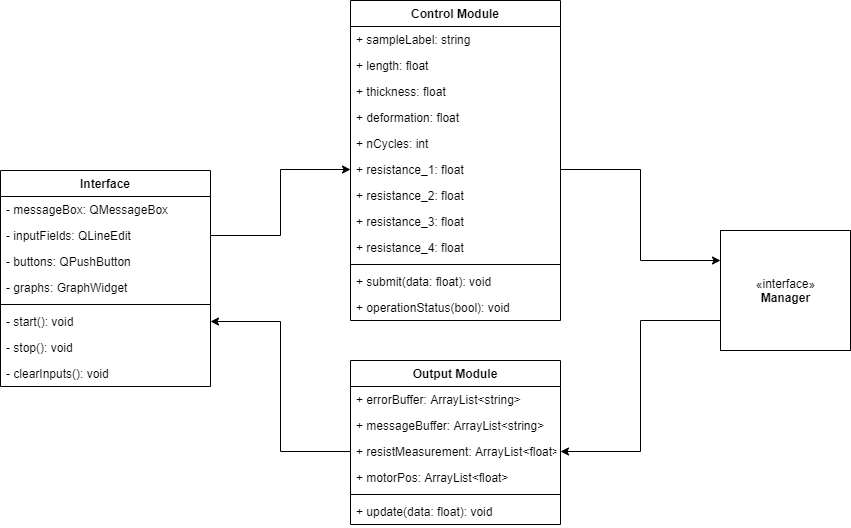 Control Module
+ sampleLabel: string
+ length: float
+ thickness: float
+ deformation: float
+ nCycles: int
+ resistance_1: float
+ resistance_2: float
+ resistance_3: float
+ resistance_4: float
+ submit(data: float): void
+ operationStatus(bool): void
Interface
- messageBox: QMessageBox
- inputFields: QLineEdit
- buttons: QPushButton
- graphs: GraphWidget
- start(): void
- stop(): void
- clearInputs(): void
«interface»
Manager
Output Module
+ errorBuffer: ArrayList<string>
+ messageBuffer: ArrayList<string>
+ resistMeasurement: ArrayList<float>
+ motorPos: ArrayList<float>
+ update(data: float): void